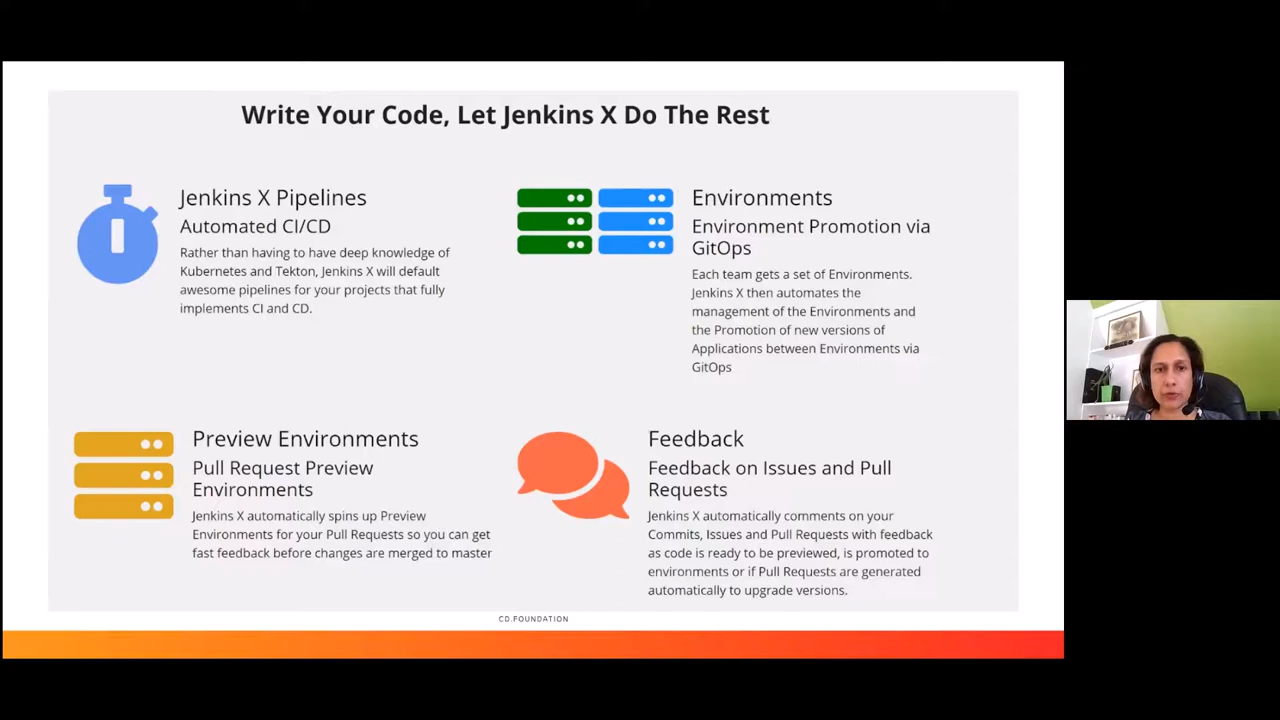 Write Your Code, Let Jenkins X Do The Rest
Jenkins X Pipelines
Automated CI/CD
Rather than having to have deep knowledge of
Kubernetes and Tekton, Jenkins X will default
awesome pipelines for your projects that fully
implements CI and CD.
Environments
Environment Promotion via
GitOps
Each team gets a set of Environments.
Jenkins X then automates the
management of the Environments and
the Promotion of new versions of
Applications between Environments via
GitOps
Preview Environments
Pull Request Preview
Environments
Jenkins X automatically spins up Preview
Environments for your Pull Requests so you can get
fast feedback before changes are merged to master
Feedback
Feedback on Issues and Pull
Requests
Jenkins X automatically comments on your
Commits, Issues and Pull Requests with feedback
as code is ready to be previewed, is promoted to
environments or if Pull Requests are generated
automatically to upgrade versions.
CD.FOUNDATION